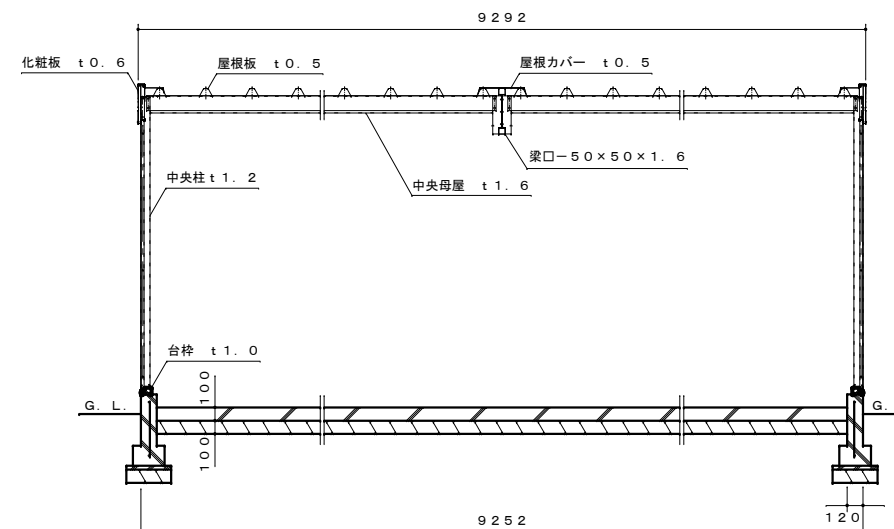 9292
化粧板 t0.6
屋根板 t0.5
屋根カバー t0.5
梁口－50×50×1.6
中央柱t1.2
中央母屋 t1.6
台枠 t1.0
100
G.L.
G.
100
120
9252